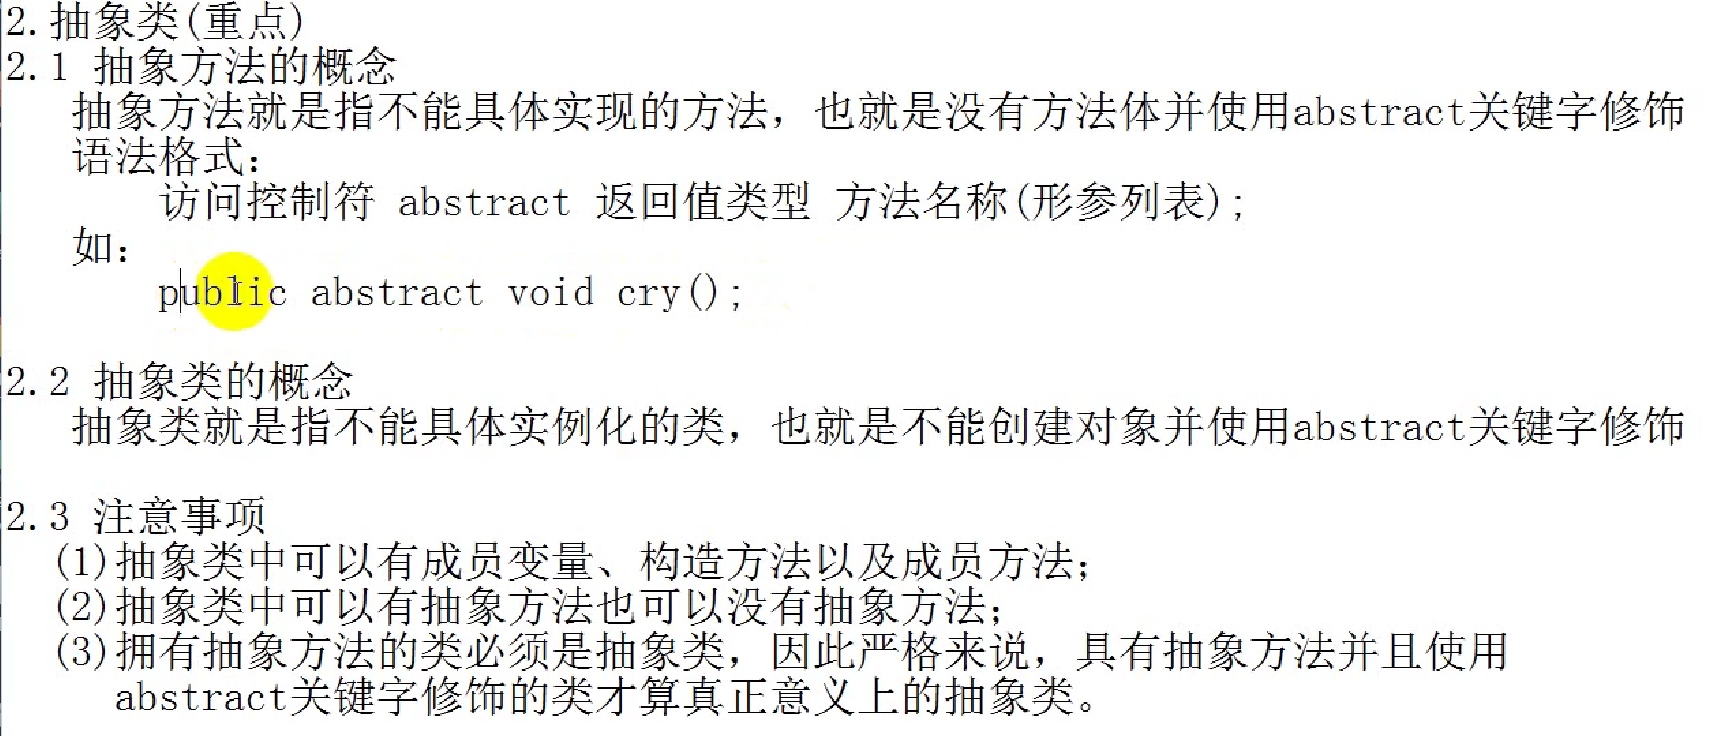 2.抽象类(重点)
2.1 抽象方法的概念
抽象方法就是指不能具体实现的方法，也就是没有方法体并使用abstract关键字修饰
语法格式：
访问控制符 abstract 返回值类型 方法名称(形参列表);
如：
public abstract void cry();
2.2 抽象类的概念
抽象类就是指不能具体实例化的类，也就是不能创建对象并使用abstract关键字修饰
2.3 注意事项
(1)抽象类中可以有成员变量、构造方法以及成员方法；
(2)抽象类中可以有抽象方法也可以没有抽象方法；
(3)拥有抽象方法的类必须是抽象类，因此严格来说，具有抽象方法并且使用
abstract关键字修饰的类才算真正意义上的抽象类。